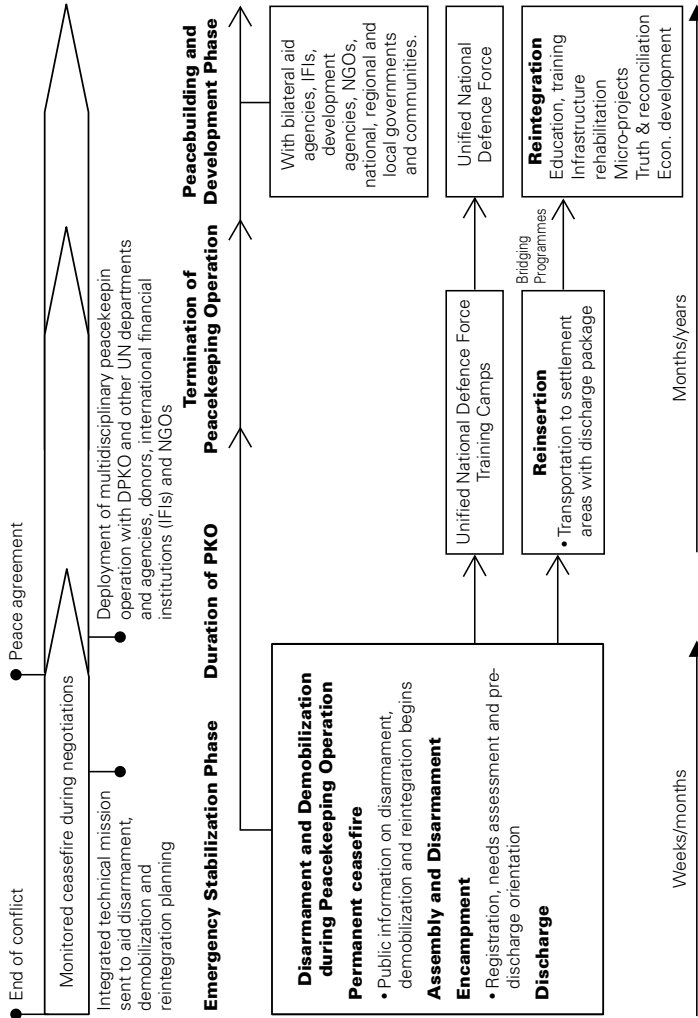 End of conflict
Peace agreement
Monitored ceasefire during negotiations
Integrated technical mission
sent to aid disarmament,
demobilization and
reintegration planning
Deployment of multidisciplinary peacekeepin
operation with DPKO and other UN departments
and agencies, donors, international financial
institutions (IFIs) and NGOs
Emergency Stabilization Phase
Duration of PKO
Termination of
Peacekeeping Operation
Peacebuilding and
Development Phase
Disarmament and Demobilization
during Peacekeeping Operation
Permanent ceasefire
• Public information on disarmament,
demobilization and reintegration begins
Assembly and Disarmament
Encampment
• Registration, needs assessment and pre-
discharge orientation
Discharge
With bilateral aid
agencies, IFIs,
development
agencies, NGOs,
national, regional and
local governments
and communities.
Unified National Defence Force
Training Camps
Unified National
Defence Force
Reinsertion
• Transportation to settlement
areas with discharge package
Bridging
Programmes
Reintegration
Education, training
Infrastructure
rehabilitation
Micro-projects
Truth & reconciliation
Econ. development
Weeks/months
Months/years